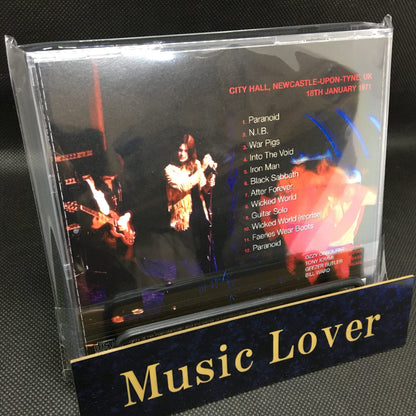 CITY HALL, NEWCASTLE-UPON-TYNE, UK
18TH JANUARY 1971
1. Paranoid
2. N.I.B.
3. War Pigs
4. Into The Void
5. Iron Man
6. Black Sabbath
7. After Forever
8. Wicked World
9. Guitar Solo
10. Wicked World (reprise)
11. Faeries Wear Boots
12. Paranoid
OZZY OSBOURNE
TONY IOMMI
GEEZER BUTLER
BILL WARD
Music Lover